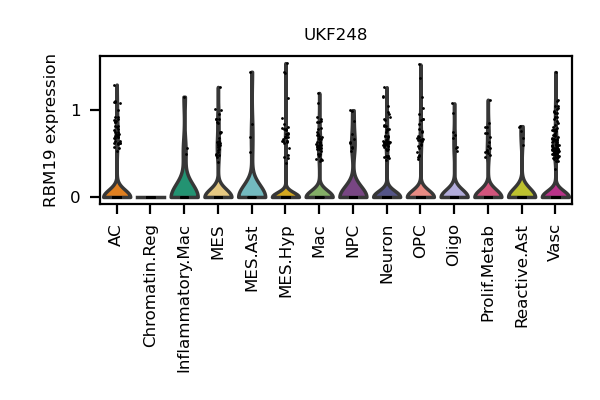 UKF248
RBM19 expression
1
0
AC
Chromatin.Reg
Inflammatory.Mac
MES
MES.Ast
MES.Hyp
Mac
NPC
Neuron
OPC
Oligo
Prolif.Metab
Reactive.Ast
Vasc